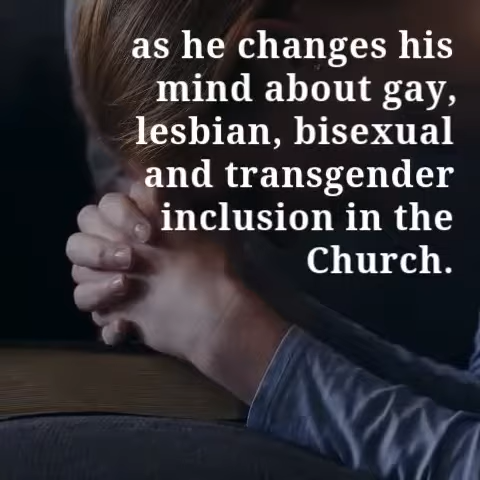 as he changes his
mind about gay,
lesbian, bisexual
and transgender
inclusion in the
Church.